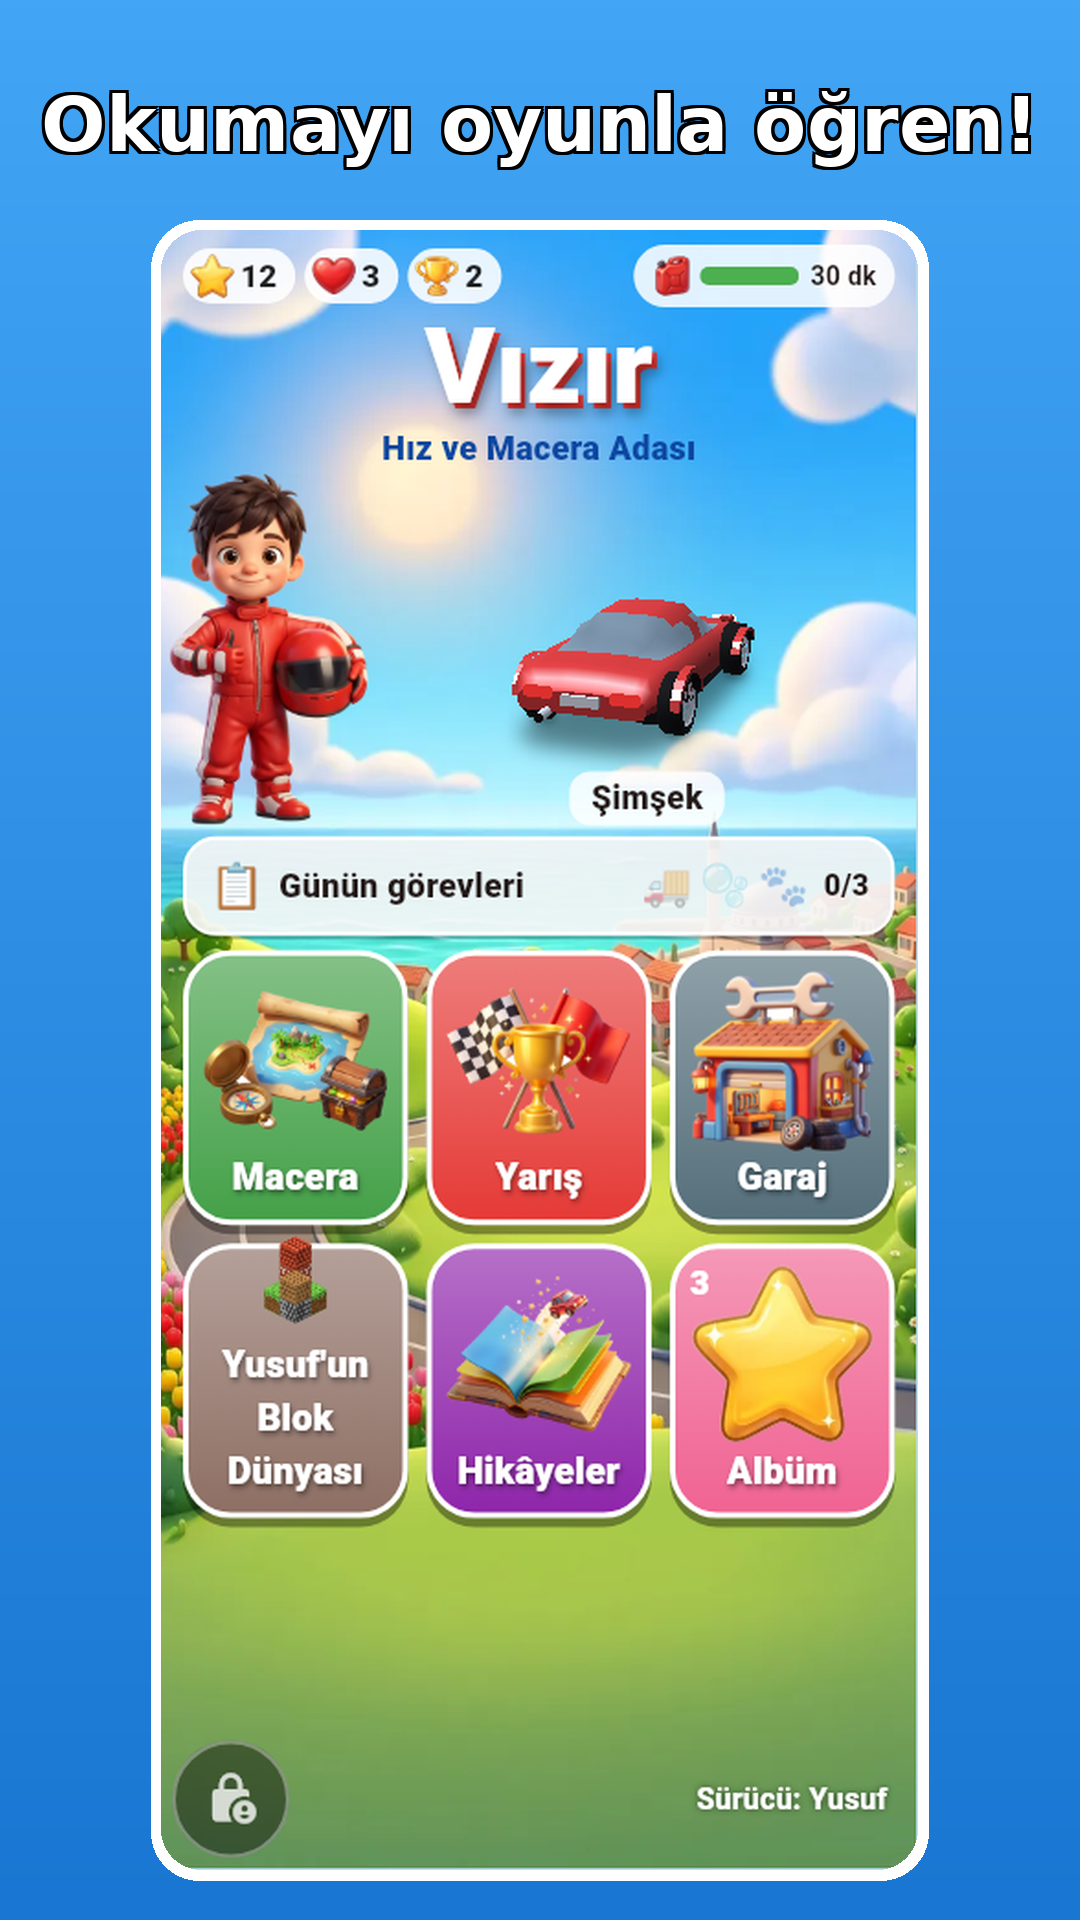 Okumayı oyunla öğren!
12 3 2 30 dk
Vızır
Hız ve Macera Adası
Şimşek
Günün görevleri 0/3
Macera Yarış Garaj
3
Yusuf'un
Blok
Dünyası
Hikâyeler
Albüm
Sürücü: Yusuf